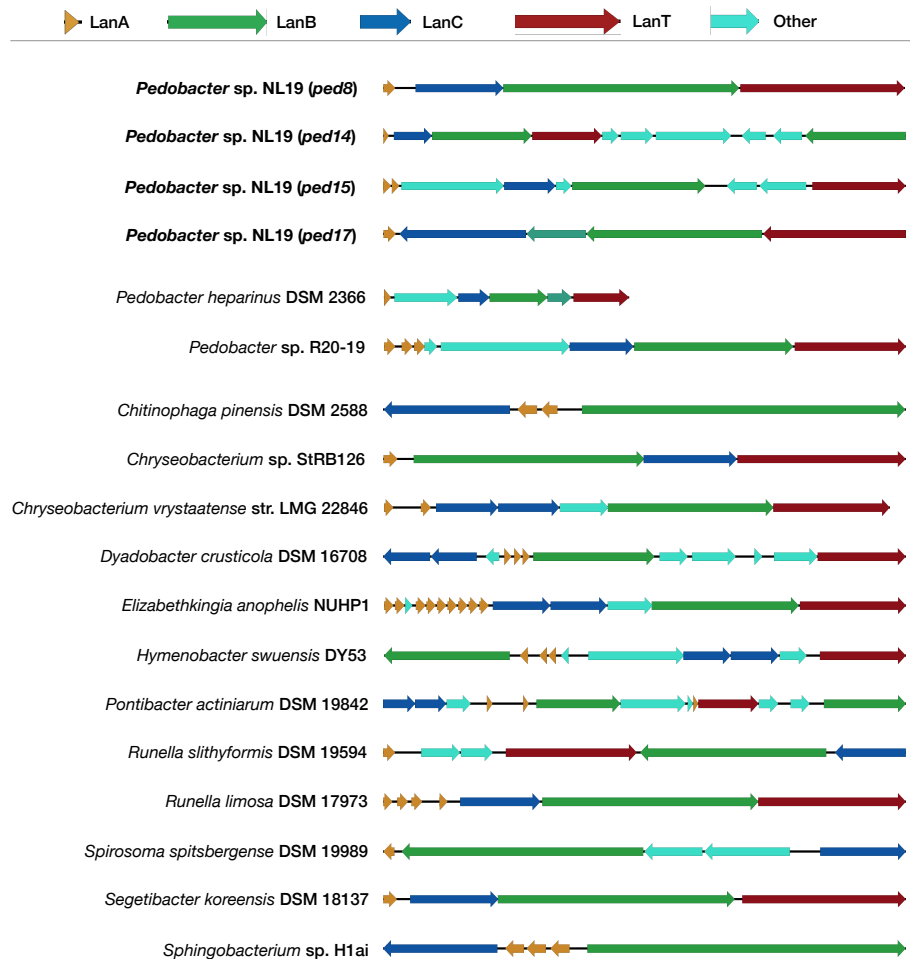 LanA LanB LanC LanT Other
Pedobacter sp. NL19 (ped8)
Pedobacter sp. NL19 (ped14)
Pedobacter sp. NL19 (ped15)
Pedobacter sp. NL19 (ped17)
Pedobacter heparinus DSM 2366
Pedobacter sp. R20-19
Chitinophaga pinensis DSM 2588
Chryseobacterium sp. StRB126
Chryseobacterium vrystaatense str. LMG 22846
Dyadobacter crusticola DSM 16708
Elizabethkingia anophelis NUHP1
Hymenobacter swuensis DY53
Pontibacter actiniarum DSM 19842
Runella slithyformis DSM 19594
Runella limosa DSM 17973
Spirosoma spitsbergense DSM 19989
Segetibacter koreensis DSM 18137
Sphingobacterium sp. H1ai